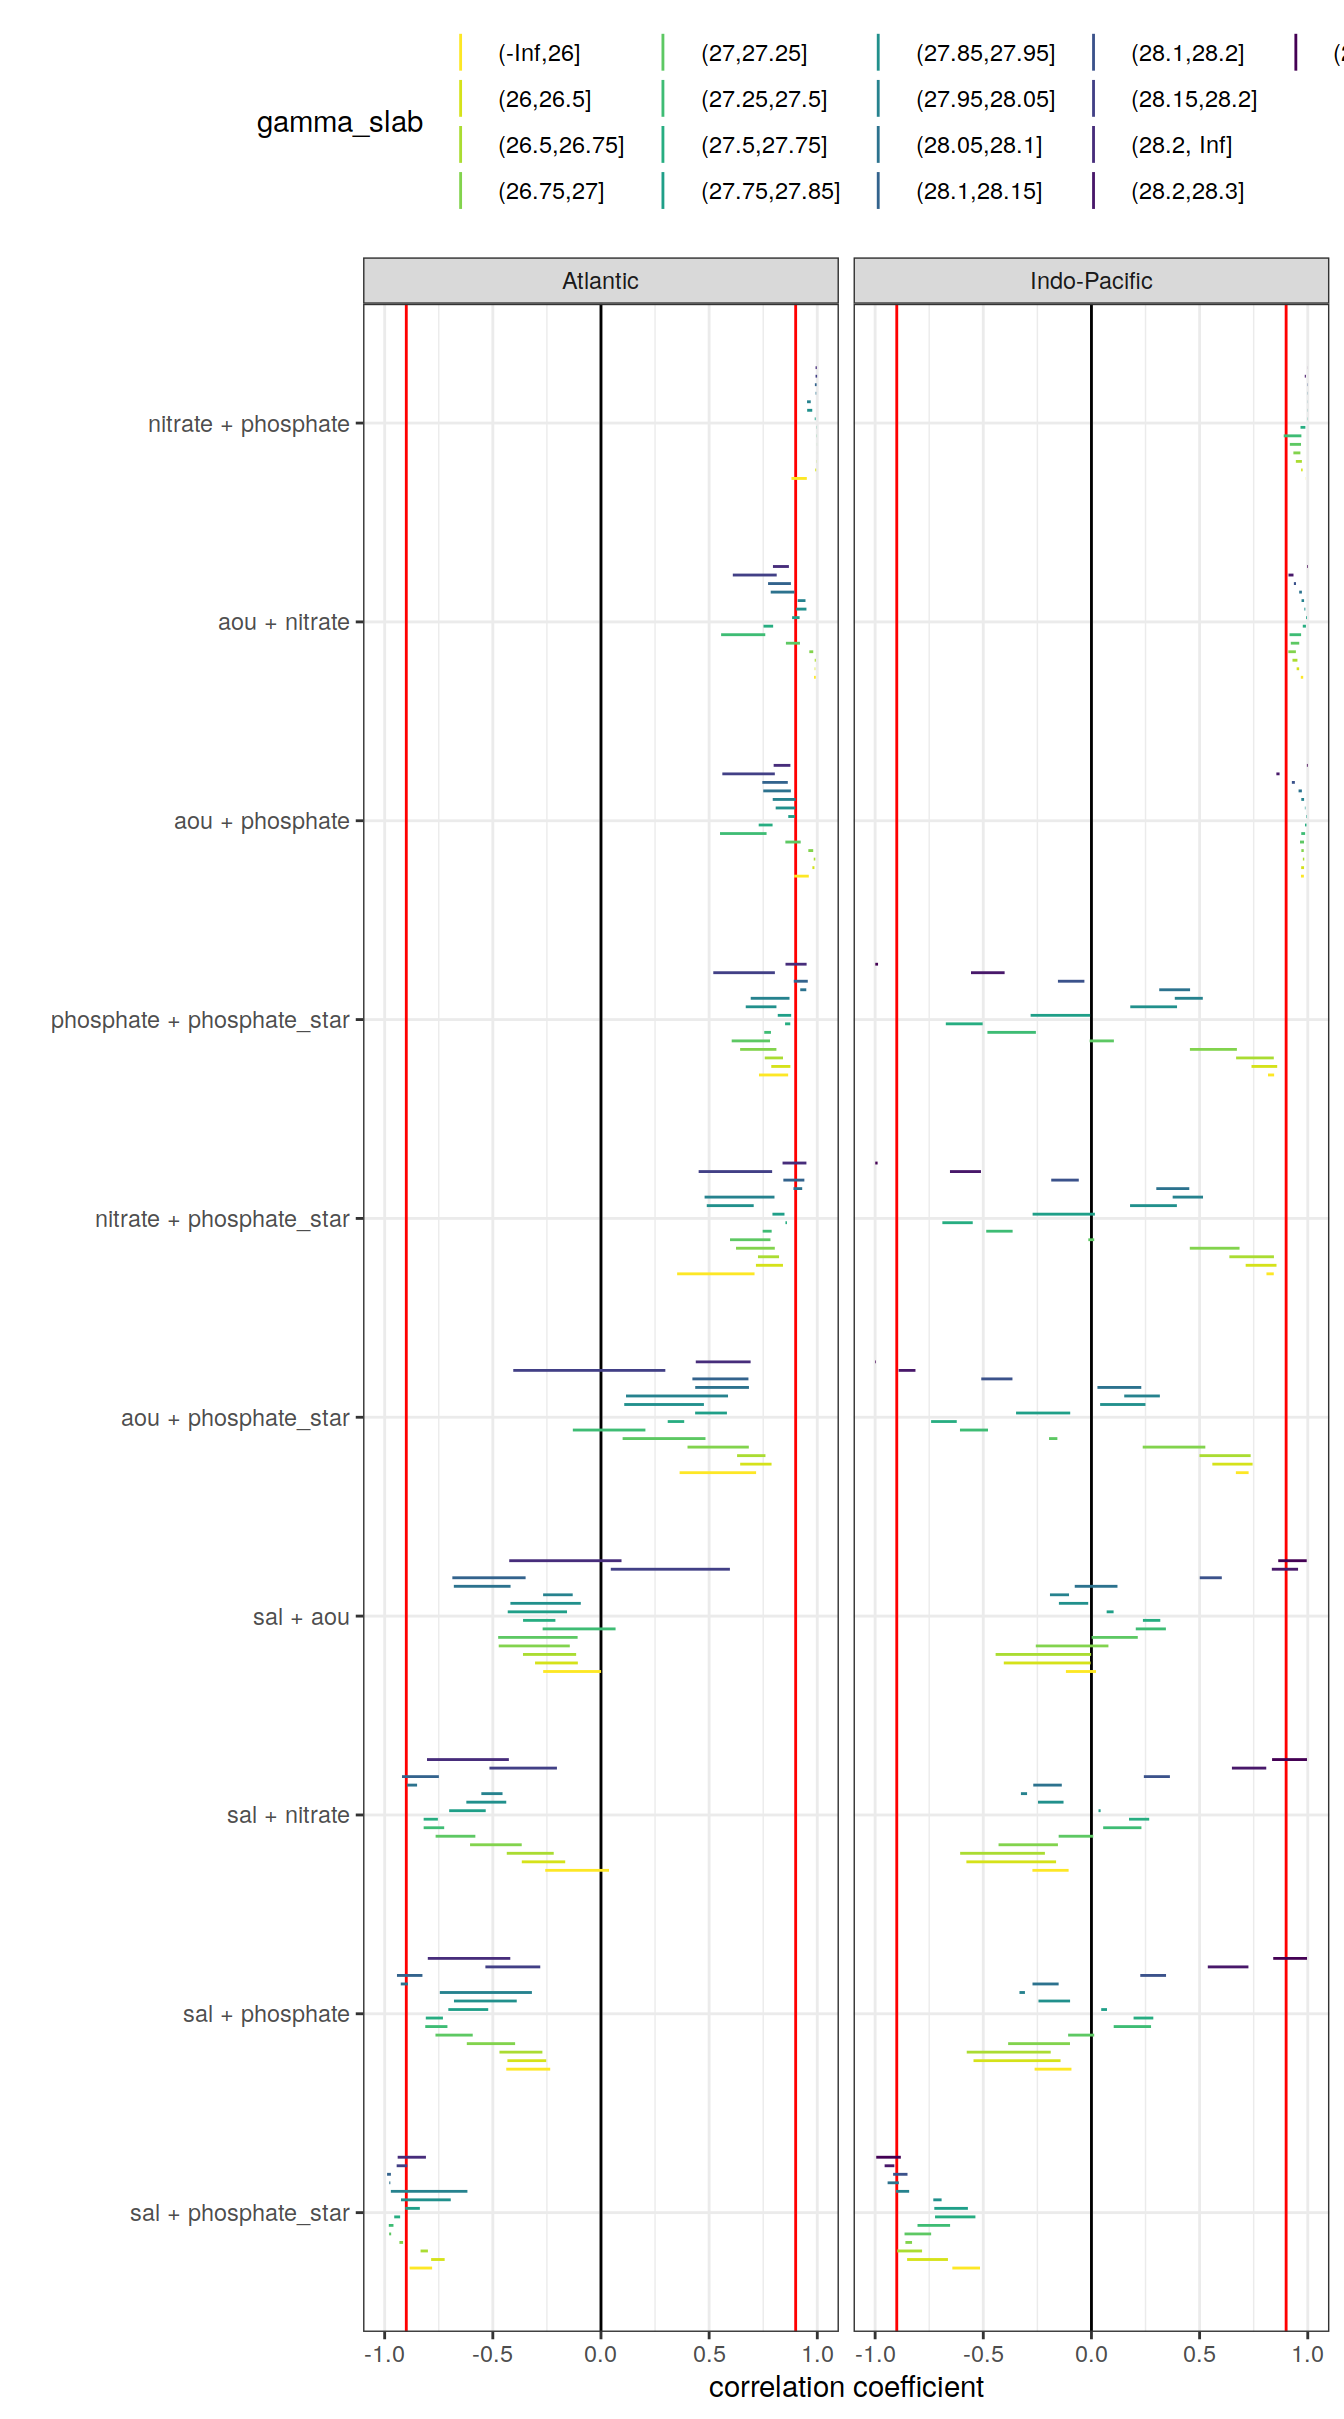 (-Inf,26] (27,27.25] (27.85,27.95] (28.1,28.2] (
(26,26.5] (27.25,27.5] (27.95,28.05] (28.15,28.2]
gamma_slab
(26.5,26.75] (27.5,27.75] (28.05,28.1] (28.2, Inf]
(26.75,27] (27.75,27.85] (28.1,28.15] (28.2,28.3]
Atlantic Indo-Pacific
nitrate + phosphate
aou + nitrate
aou + phosphate
phosphate + phosphate_star
nitrate + phosphate_star
aou + phosphate_star
sal + aou
sal + nitrate
sal + phosphate
sal + phosphate_star
-1.0 -0.5 0.0 0.5 1.0 -1.0 -0.5 0.0 0.5 1.0
correlation coefficient